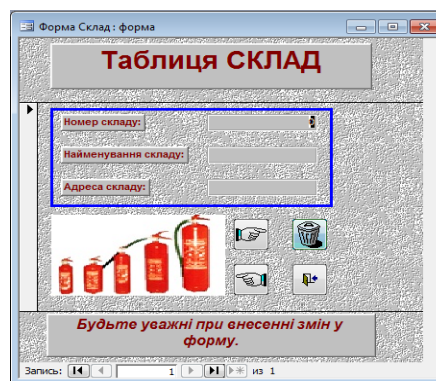 Форма Склад : форма
Таблиця СКЛАД
Номер складу:
Найменування складу:
Адреса складу:
Будьте уважні при внесенні змін у
форму.
Запись: 1 из 1